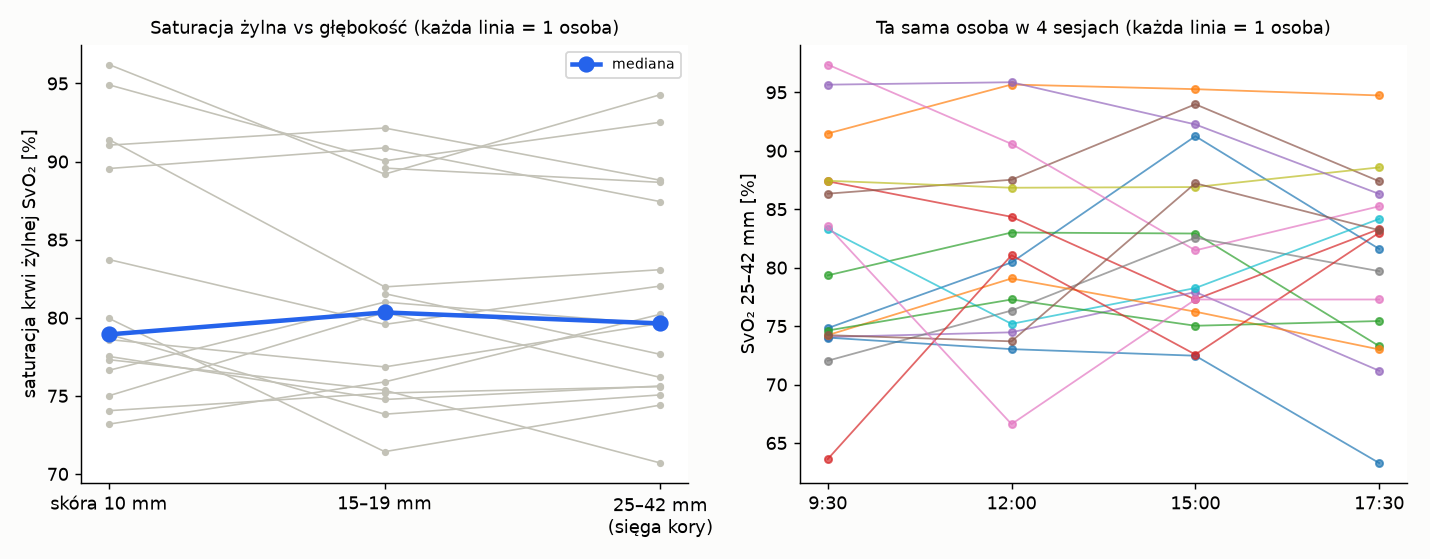 Saturacja żylna vs głębokość (każda linia = 1 osoba)
saturacja krwi żylnej SvO₂ [%]
95
90
85
80
75
70
mediana
skóra 10 mm
15–19 mm
25–42 mm
(sięga kory)
Ta sama osoba w 4 sesjach (każda linia = 1 osoba)
SvO₂ 25–42 mm [%]
95
90
85
80
75
70
65
9:30
12:00
15:00
17:30